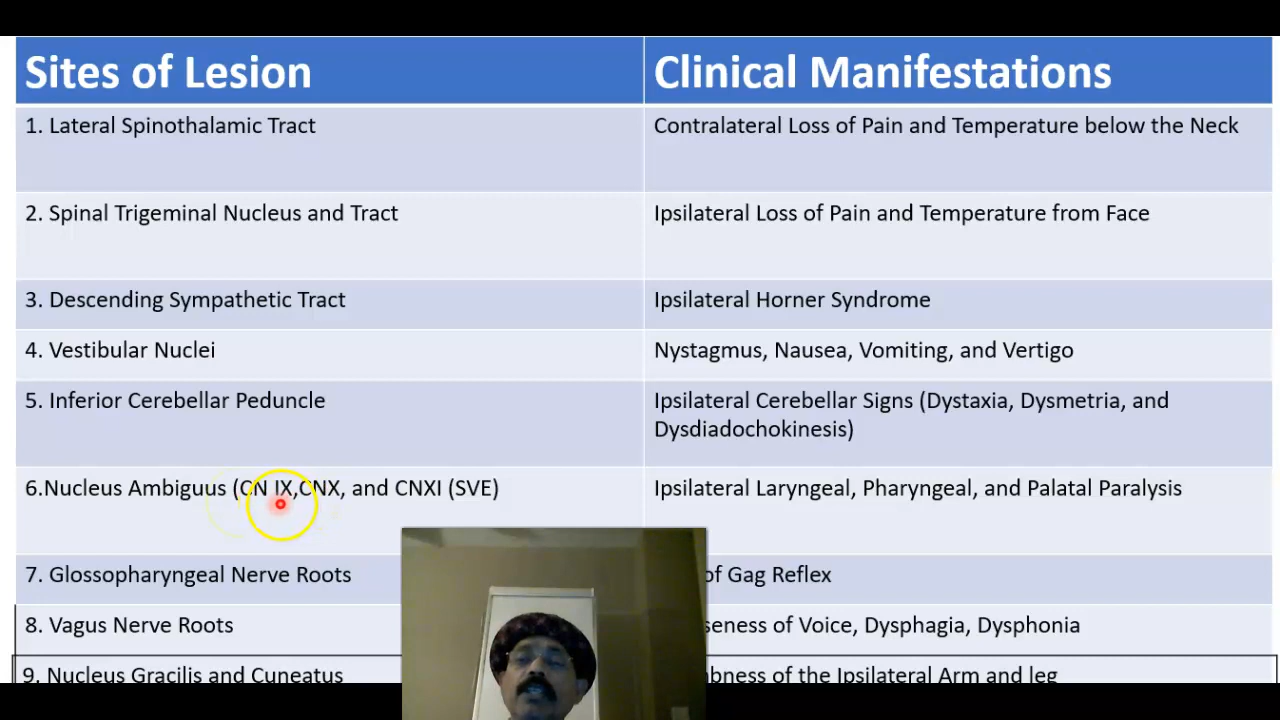 Sites of Lesion
Clinical Manifestations
1. Lateral Spinothalamic Tract
Contralateral Loss of Pain and Temperature below the Neck
2. Spinal Trigeminal Nucleus and Tract
Ipsilateral Loss of Pain and Temperature from Face
3. Descending Sympathetic Tract
Ipsilateral Horner Syndrome
4. Vestibular Nuclei
Nystagmus, Nausea, Vomiting, and Vertigo
5. Inferior Cerebellar Peduncle
Ipsilateral Cerebellar Signs (Dystaxia, Dysmetria, and
Dysdiadochokinesis)
6.Nucleus Ambiguus (CN IX,CNX, and CNXI (SVE)
Ipsilateral Laryngeal, Pharyngeal, and Palatal Paralysis
7. Glossopharyngeal Nerve Roots
of Gag Reflex
8. Vagus Nerve Roots
of Voice, Dysphagia, Dysphonia
9. Nucleus Gracilis and Cuneatus
of the Ipsilateral Arm and leg